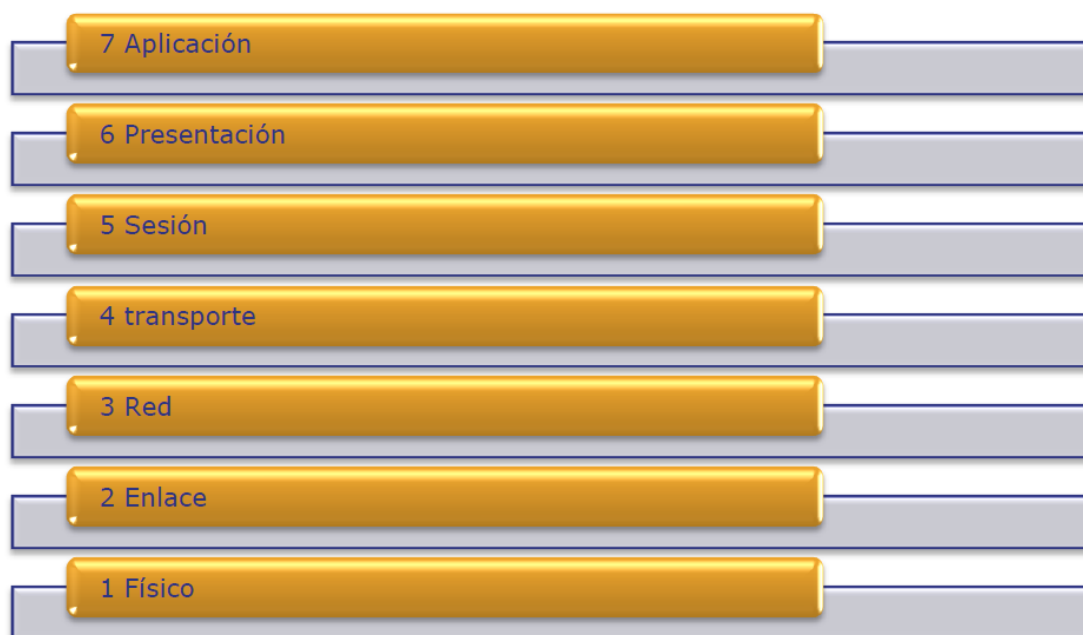 7 Aplicación
6 Presentación
5 Sesión
4 transporte
3 Red
2 Enlace
1 Físico